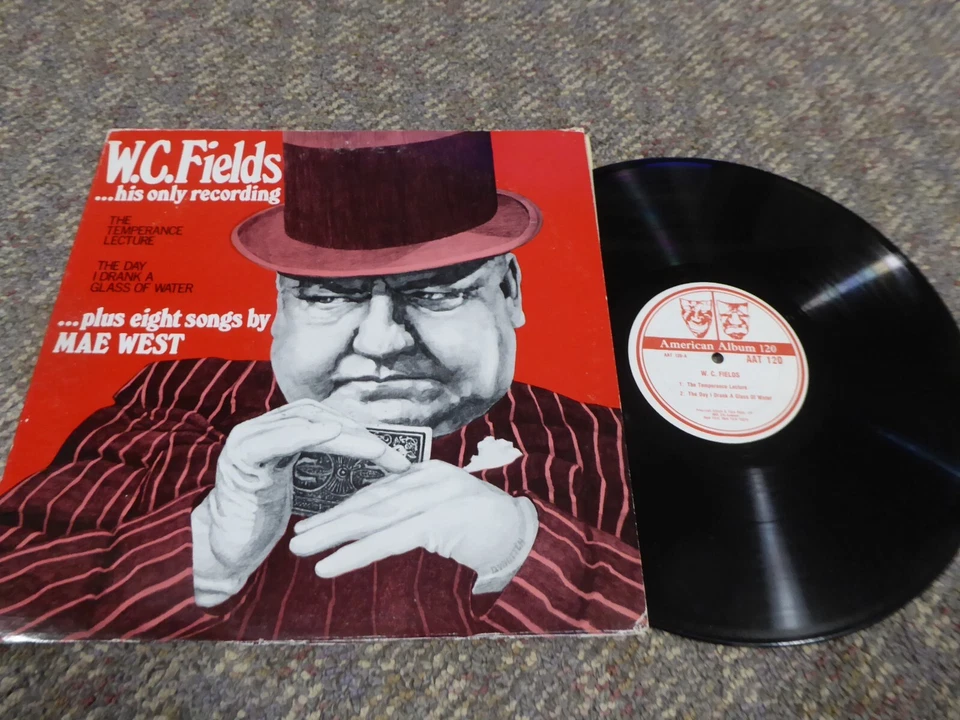 W.C.Fields
...his only recording
THE
TEMPERANCE
LECTURE
THE DAY
I DRANK A
GLASS OF WATER
...plus eight songs by
MAE WEST
American Album 120
AAT 120
W. C. FIELDS
1. The Temperance Lecture
2. The Day I Drank A Glass Of Water